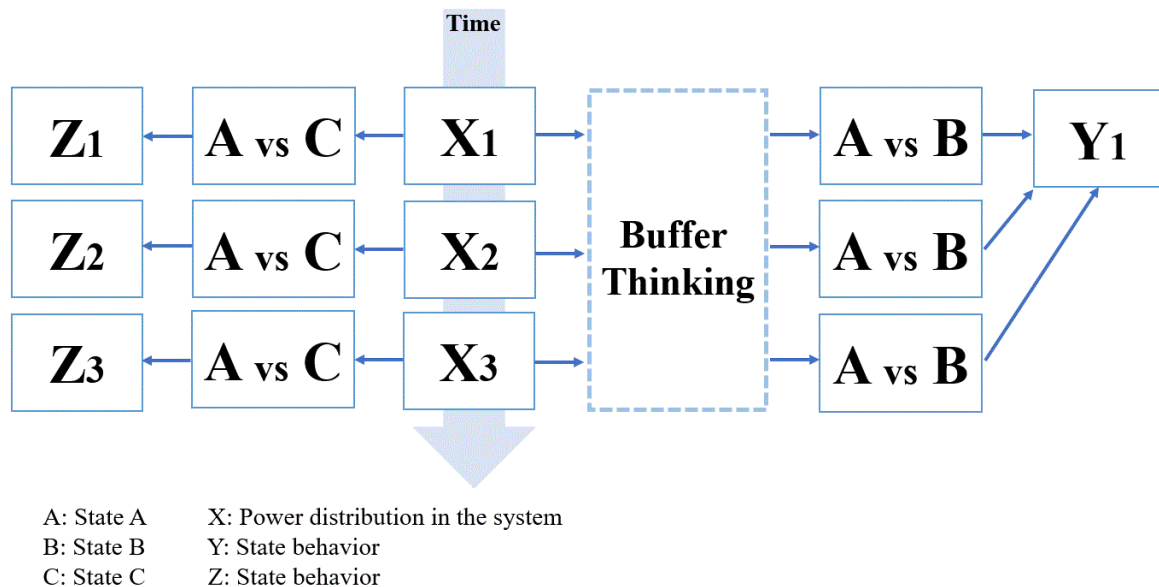 Time
Z1 A vs C X1 A vs B Y1
Z2 A vs C X2 Buffer Thinking A vs B
Z3 A vs C X3 A vs B
A: State A X: Power distribution in the system
B: State B Y: State behavior
C: State C Z: State behavior